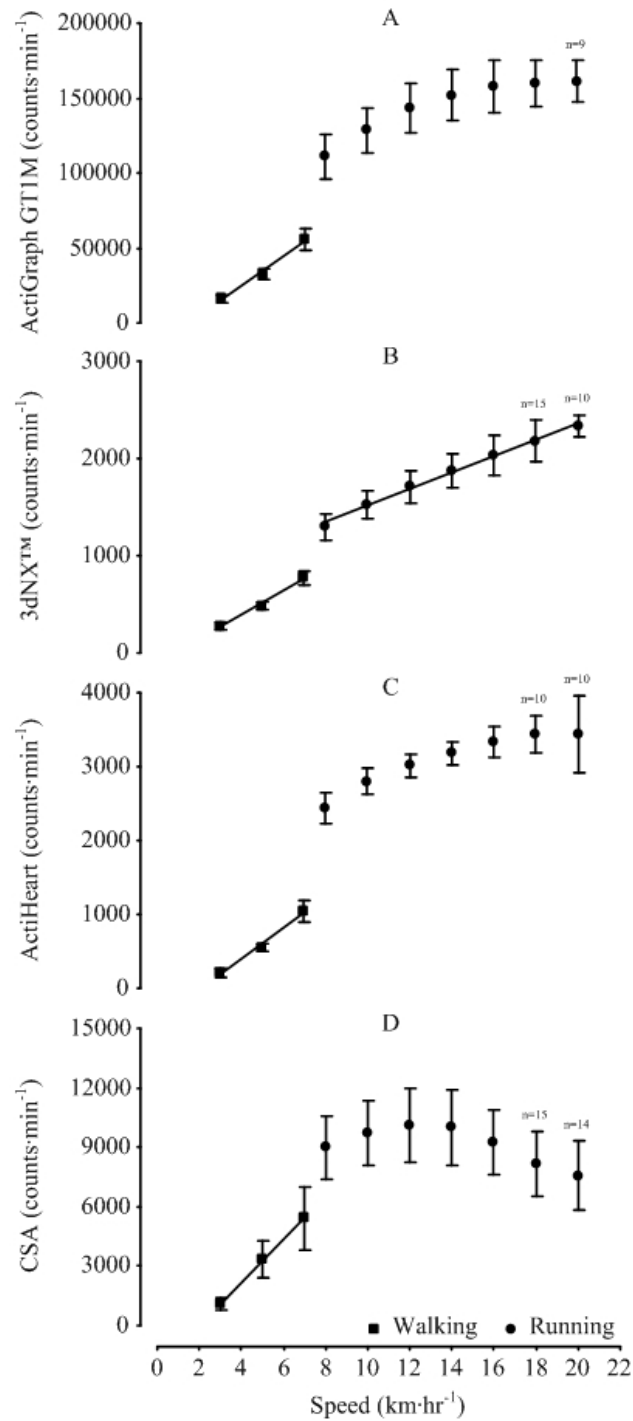 A
ActiGraph GT1M (counts·min⁻¹)
200000
150000
100000
50000
0
n=9
B
3dNX™ (counts·min⁻¹)
3000
2000
1000
0
n=15
n=10
C
ActiHeart (counts·min⁻¹)
4000
3000
2000
1000
0
n=10
n=10
D
CSA (counts·min⁻¹)
15000
12000
9000
6000
3000
0
n=15
n=14
Walking
Running
0 2 4 6 8 10 12 14 16 18 20 22
Speed (km·hr⁻¹)